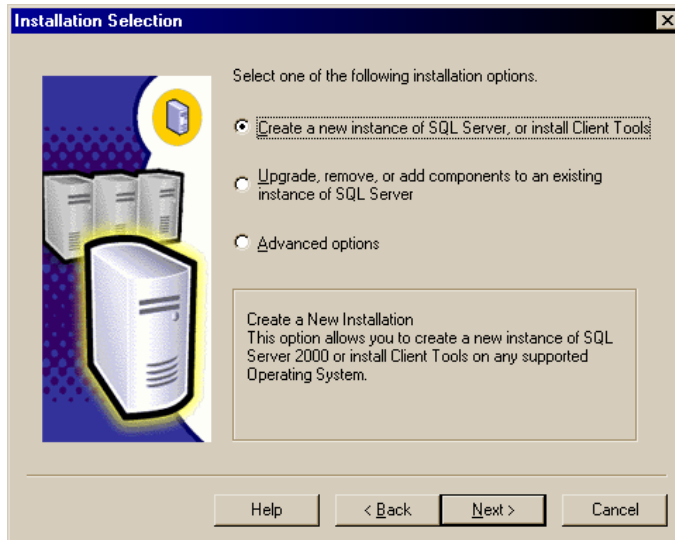 Installation Selection
Select one of the following installation options.
Create a new instance of SQL Server, or install Client Tools
Upgrade, remove, or add components to an existing
instance of SQL Server
Advanced options
Create a New Installation
This option allows you to create a new instance of SQL
Server 2000 or install Client Tools on any supported
Operating System.
Help
< Back
Next >
Cancel